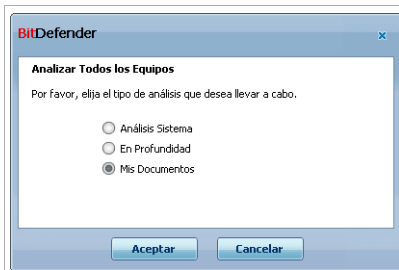 BitDefender
Analizar Todos los Equipos
Por favor, elija el tipo de análisis que desea llevar a cabo.
Análisis Sistema
En Profundidad
Mis Documentos
Aceptar
Cancelar